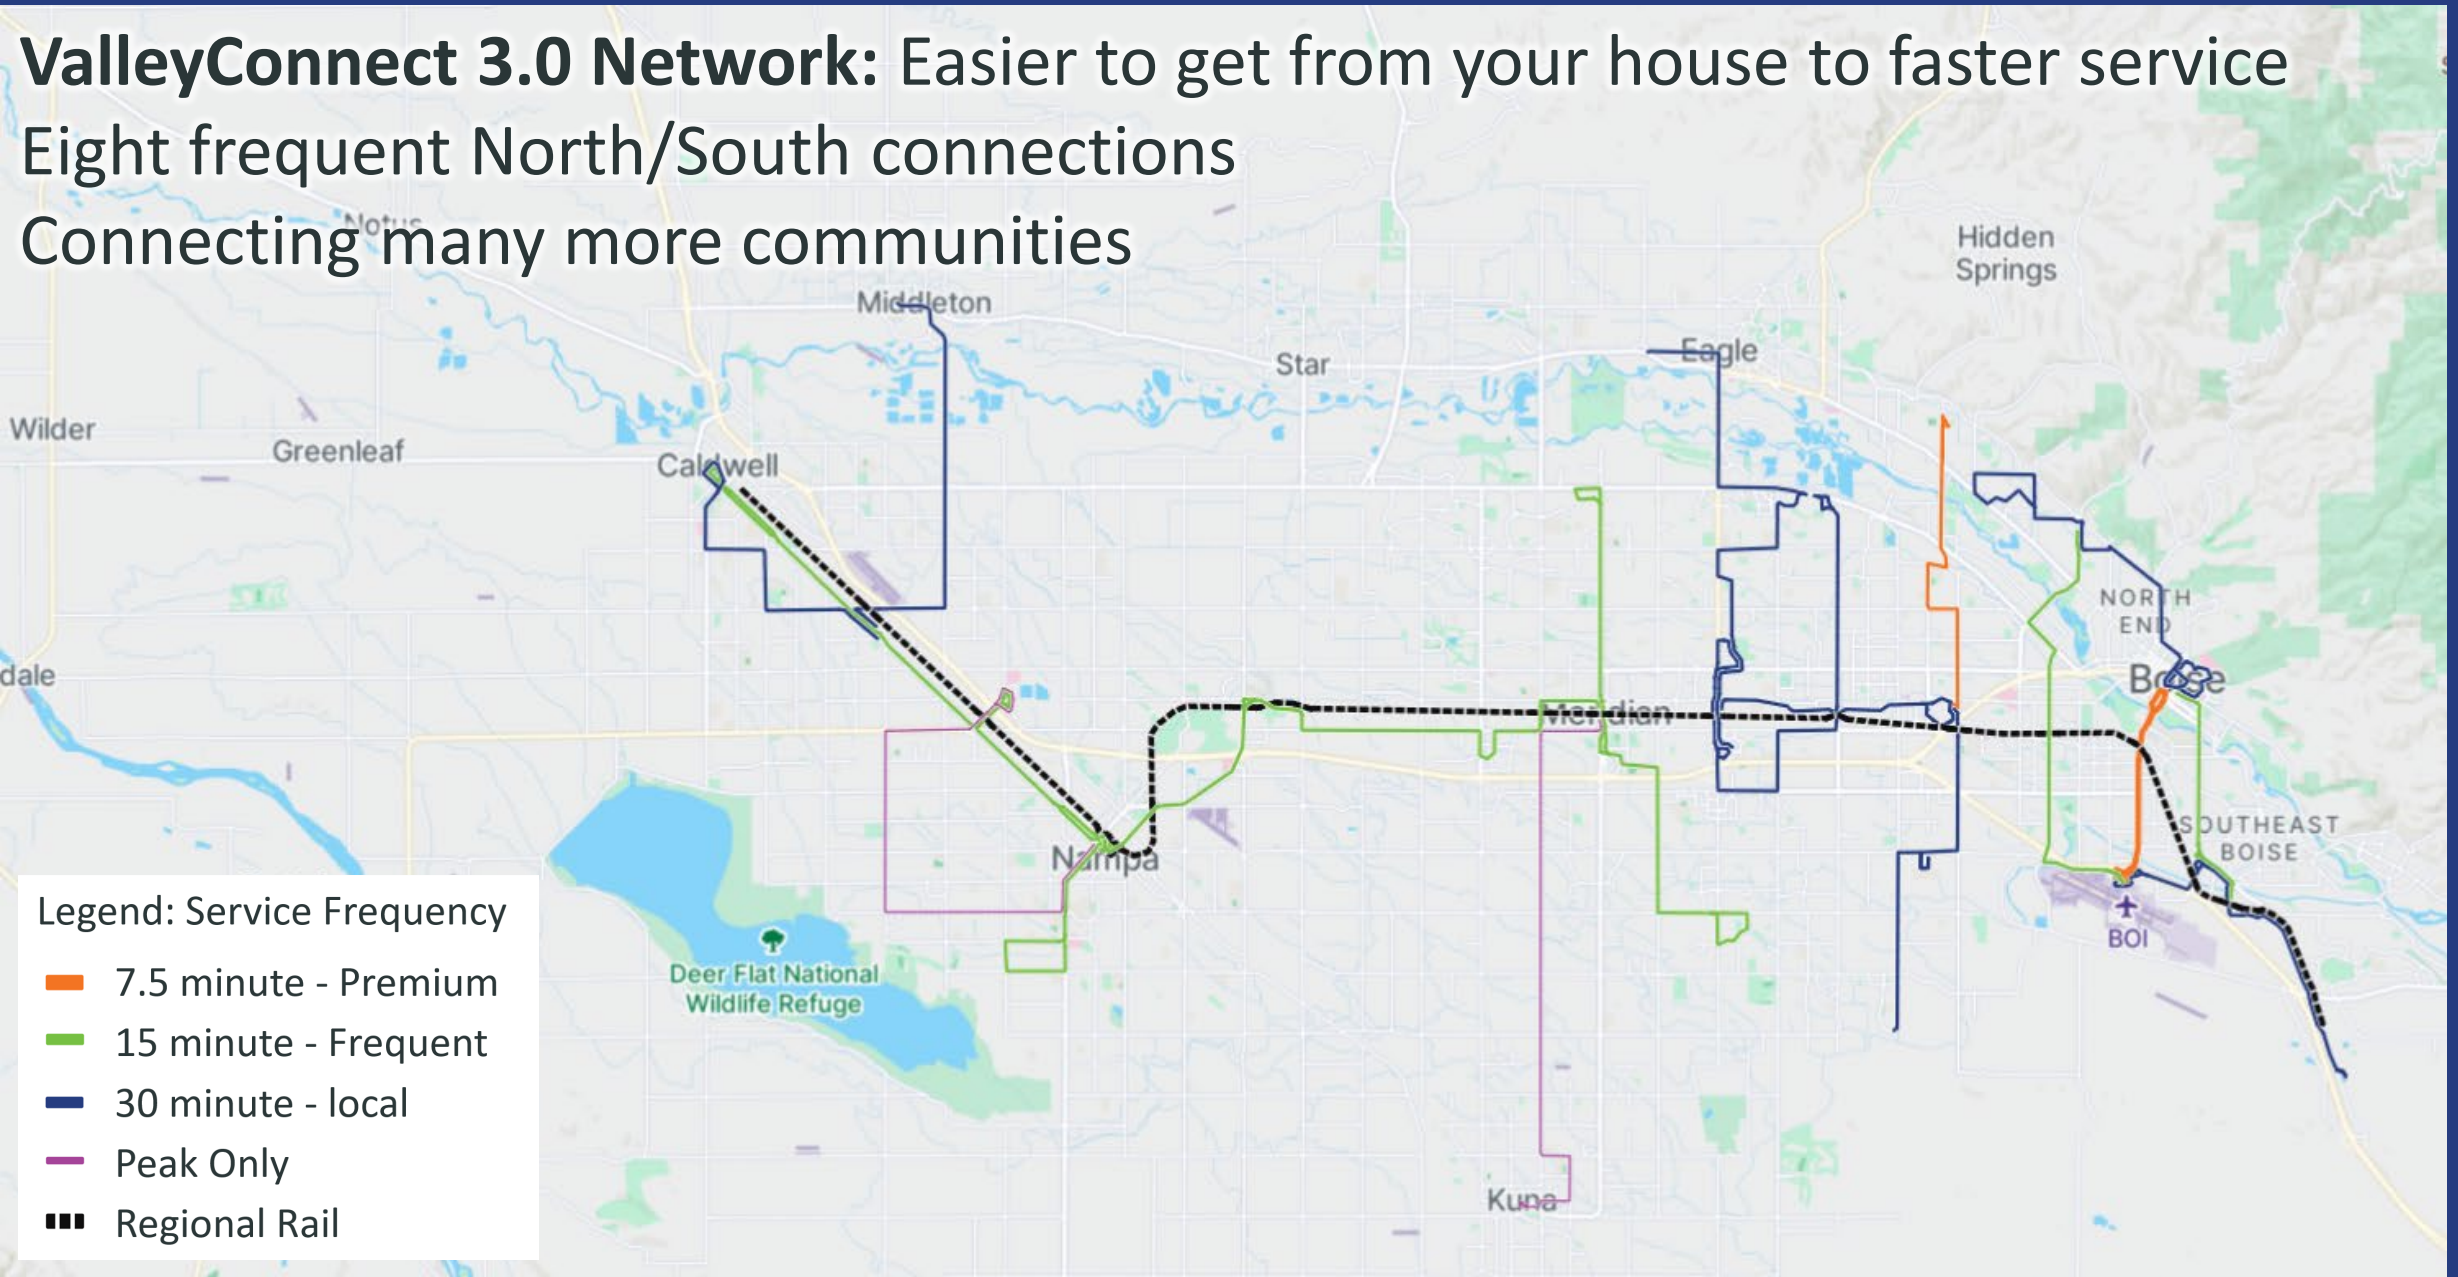 ValleyConnect 3.0 Network: Easier to get from your house to faster service
Eight frequent North/South connections
Connecting many more communities
Notus
Hidden
Springs
Middleton
Star
Eagle
Wilder
Greenleaf
Caldwell
NORTH
END
dale
Boise
Meridian
Nampa
SOUTHEAST
BOISE
BOI
Deer Flat National
Wildlife Refuge
Kuna
Legend: Service Frequency
7.5 minute - Premium
15 minute - Frequent
30 minute - local
Peak Only
Regional Rail